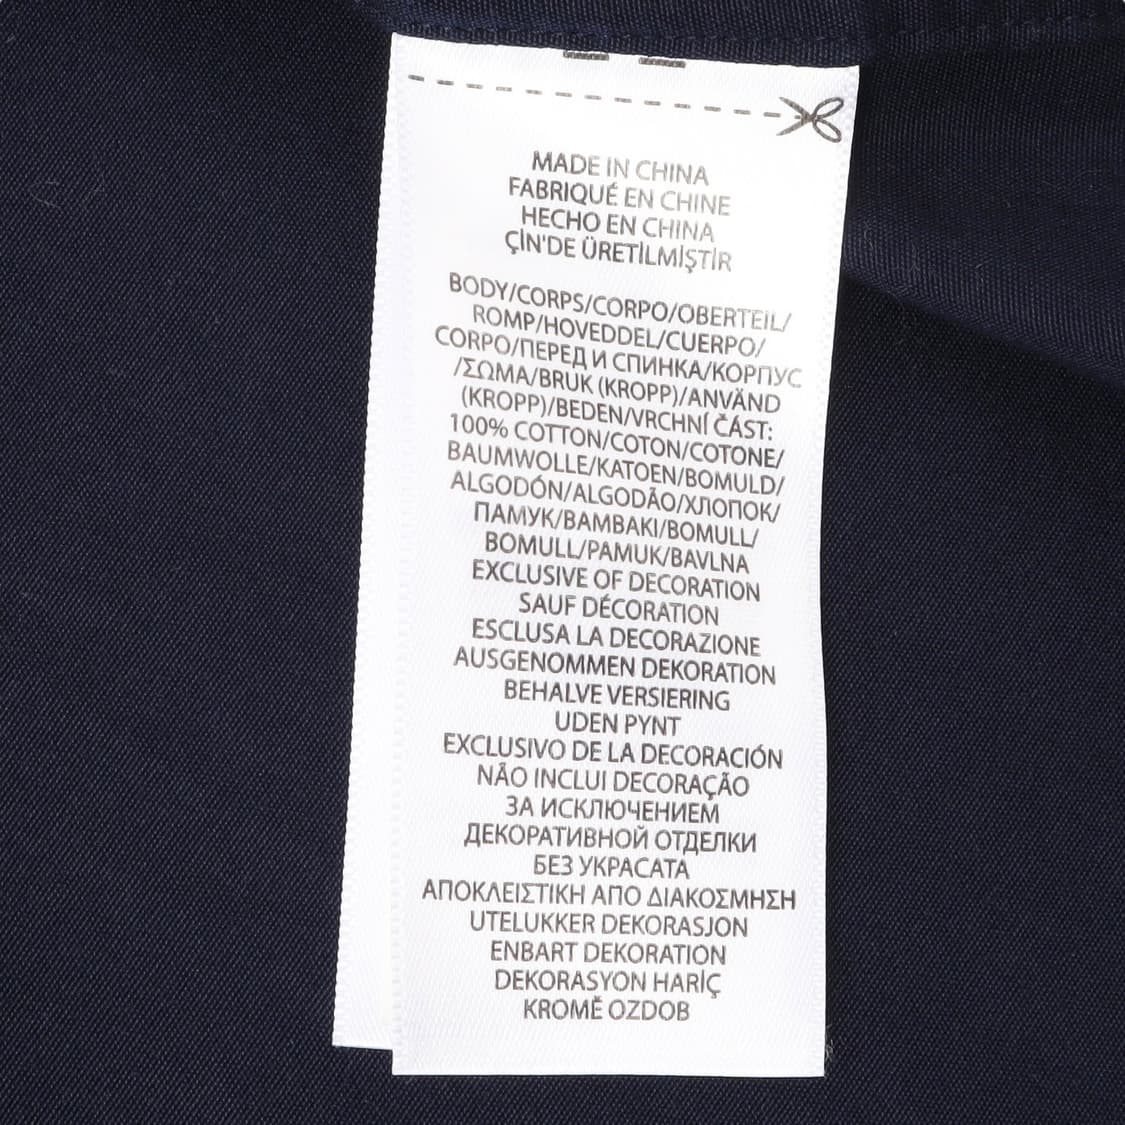 MADE IN CHINA
FABRIQUÉ EN CHINE
HECHO EN CHINA
ÇİN'DE ÜRETİLMİŞTİR
BODY/CORPS/CORPO/OBERTEIL/
ROMP/HOVEDDEL/CUERPO/
CORPO/ПЕРЕД И СПИНКА/КОРПУС
/ΣΩΜΑ/BRUK (KROPP)/ANVÄND
(KROPP)/BEDEN/VRCHNÍ ČÁST:
100% COTTON/COTON/COTONE/
BAUMWOLLE/KATOEN/BOMULD/
ALGODÓN/ALGODÃO/ХЛОПОК/
ПАМУК/ΒΑΜΒΑΚΙ/BOMULL/
BOMULL/PAMUK/BAVLNA
EXCLUSIVE OF DECORATION
SAUF DÉCORATION
ESCLUSA LA DECORAZIONE
AUSGENOMMEN DEKORATION
BEHALVE VERSIERING
UDEN PYNT
EXCLUSIVO DE LA DECORACIÓN
NÃO INCLUI DECORAÇÃO
ЗА ИСКЛЮЧЕНИЕМ
ДЕКОРАТИВНОЙ ОТДЕЛКИ
БЕЗ УКРАСАТА
ΑΠΟΚΛΕΙΣΤΙΚΗ ΑΠΟ ΔΙΑΚΟΣΜΗΣΗ
UTELUKKER DEKORASJON
ENBART DEKORATION
DEKORASYON HARİÇ
KROMĚ OZDOB